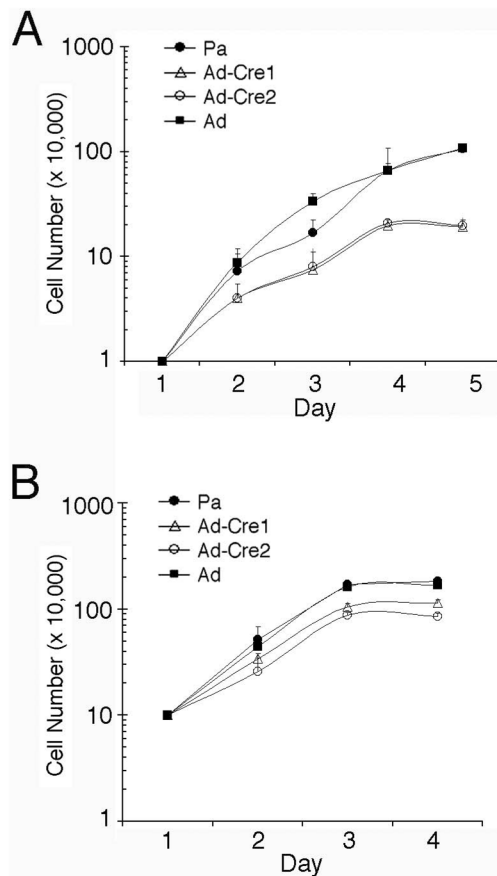 A
1000
100
10
1
Cell Number (x 10,000)
Pa
Ad-Cre1
Ad-Cre2
Ad
1 2 3 4 5
Day
B
1000
100
10
1
Cell Number (x 10,000)
Pa
Ad-Cre1
Ad-Cre2
Ad
1 2 3 4
Day